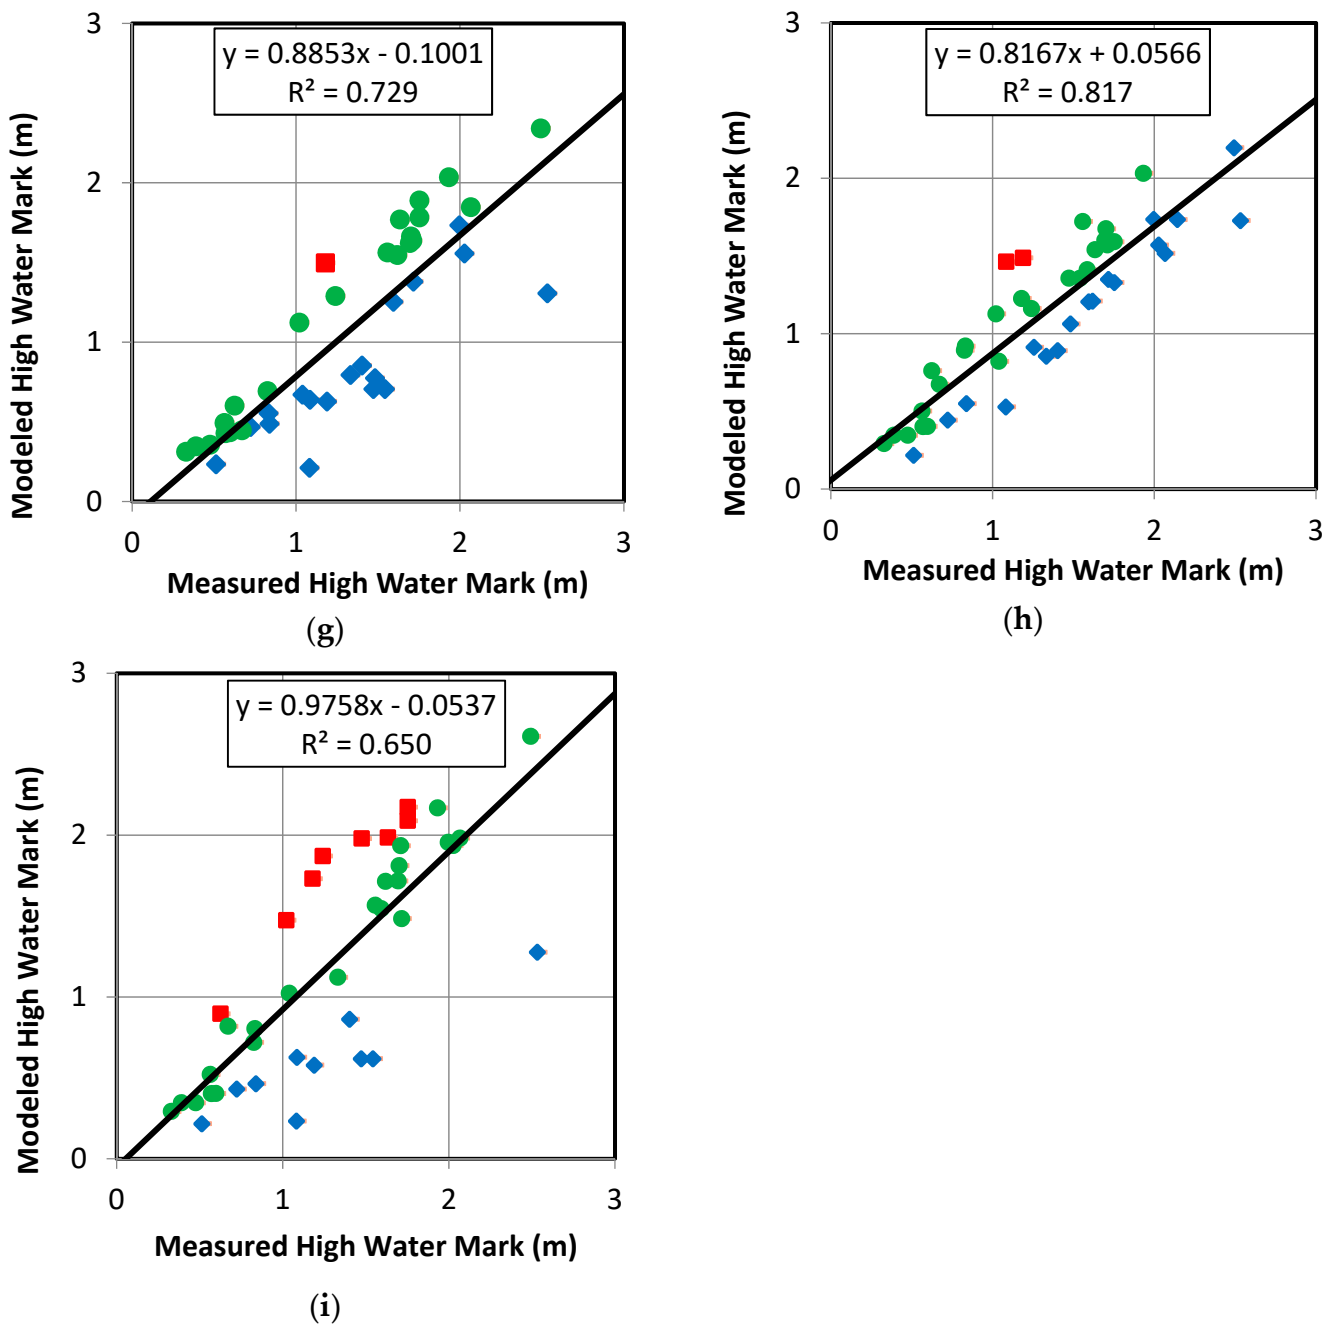 y = 0.8853x - 0.1001
R² = 0.729
3
2
1
0
0 1 2 3
Modeled High Water Mark (m)
Measured High Water Mark (m)
(g)
y = 0.8167x + 0.0566
R² = 0.817
3
2
1
0
0 1 2 3
Modeled High Water Mark (m)
Measured High Water Mark (m)
(h)
y = 0.9758x - 0.0537
R² = 0.650
3
2
1
0
0 1 2 3
Modeled High Water Mark (m)
Measured High Water Mark (m)
(i)